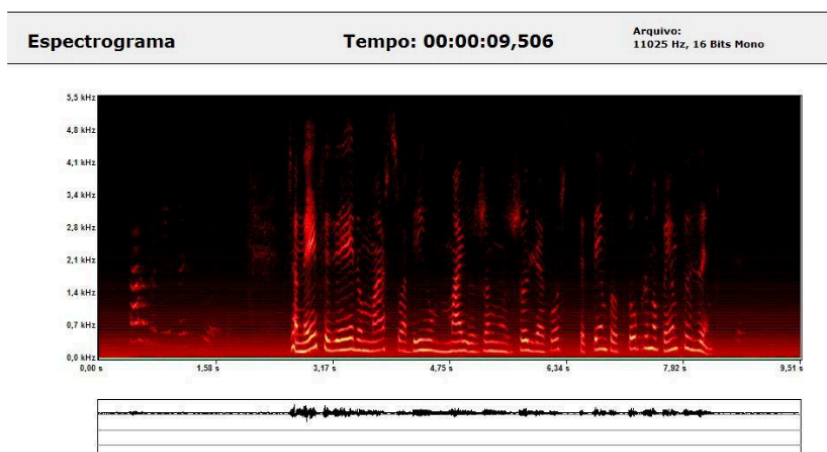 Espectrograma
Tempo: 00:00:09,506
Arquivo:
11025 Hz, 16 Bits Mono
5,5 kHz
4,8 kHz
4,1 kHz
3,4 kHz
2,8 kHz
2,1 kHz
1,4 kHz
0,7 kHz
0,0 kHz
0,00 s
1,58 s
3,17 s
4,75 s
6,34 s
7,92 s
9,51 s